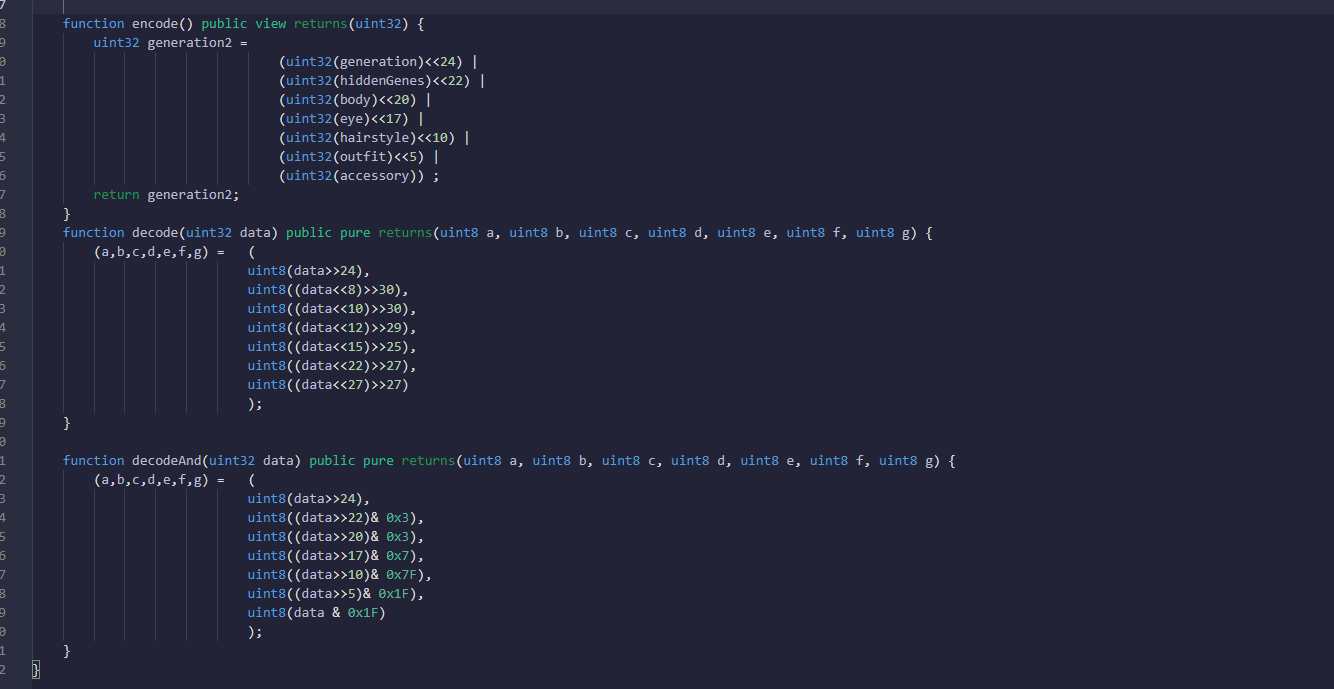 7
8 function encode() public view returns(uint32) {
9 uint32 generation2 =
0 (uint32(generation)<<24) |
1 (uint32(hiddenGenes)<<22) |
2 (uint32(body)<<20) |
3 (uint32(eye)<<17) |
4 (uint32(hairstyle)<<10) |
5 (uint32(outfit)<<5) |
6 (uint32(accessory)) ;
7 return generation2;
8 }
9 function decode(uint32 data) public pure returns(uint8 a, uint8 b, uint8 c, uint8 d, uint8 e, uint8 f, uint8 g) {
0 (a,b,c,d,e,f,g) = (
1 uint8(data>>24),
2 uint8((data<<8)>>30),
3 uint8((data<<10)>>30),
4 uint8((data<<12)>>29),
5 uint8((data<<15)>>25),
6 uint8((data<<22)>>27),
7 uint8((data<<27)>>27)
8 );
9 }
0
1 function decodeAnd(uint32 data) public pure returns(uint8 a, uint8 b, uint8 c, uint8 d, uint8 e, uint8 f, uint8 g) {
2 (a,b,c,d,e,f,g) = (
3 uint8(data>>24),
4 uint8((data>>22)& 0x3),
5 uint8((data>>20)& 0x3),
6 uint8((data>>17)& 0x7),
7 uint8((data>>10)& 0x7F),
8 uint8((data>>5)& 0x1F),
9 uint8(data & 0x1F)
0 );
1 }
2 }